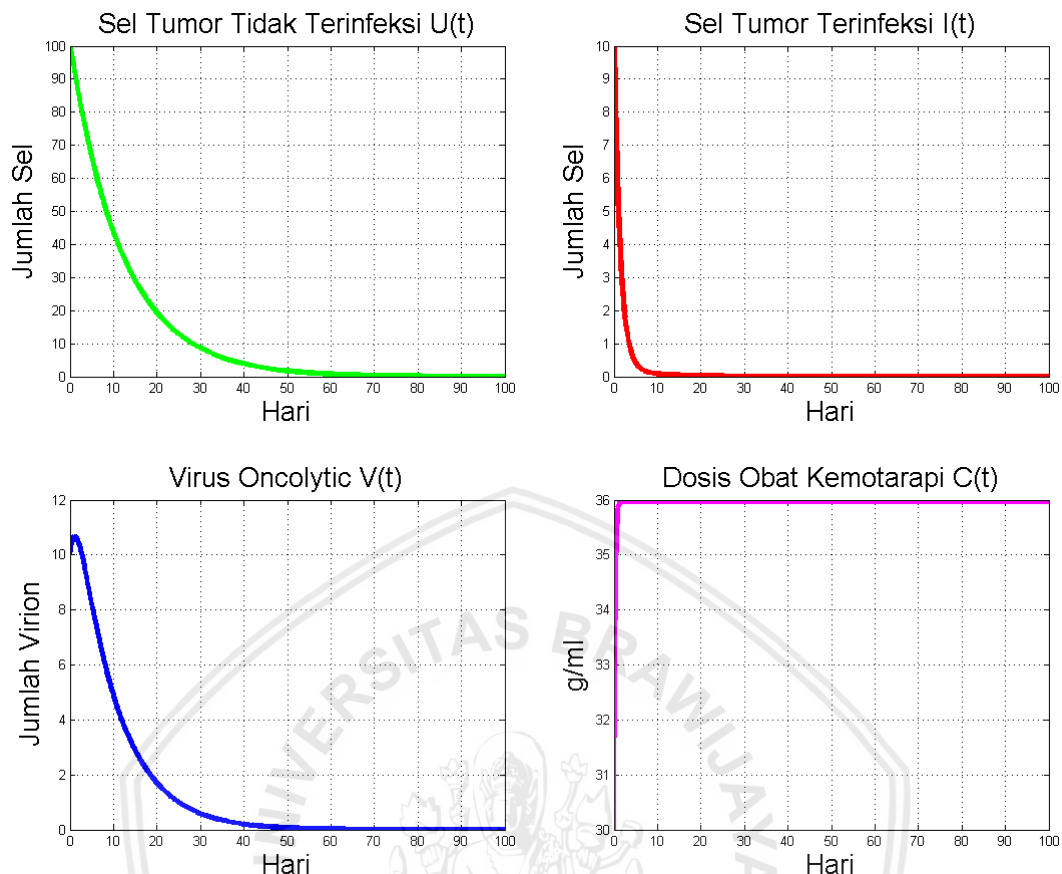 Sel Tumor Tidak Terinfeksi U(t)
100
90
80
70
60
50
40
30
20
10
0
Jumlah Sel
0 10 20 30 40 50 60 70 80 90 100
Hari
Sel Tumor Terinfeksi I(t)
10
9
8
7
6
5
4
3
2
1
0
Jumlah Sel
0 10 20 30 40 50 60 70 80 90 100
Hari
Virus Oncolytic V(t)
12
10
8
6
4
2
0
Jumlah Virion
0 10 20 30 40 50 60 70 80 90 100
Hari
Dosis Obat Kemotarapi C(t)
36
35
34
33
32
31
30
g/ml
0 10 20 30 40 50 60 70 80 90 100
Hari
UNIVERSITAS BRAWIJAYA